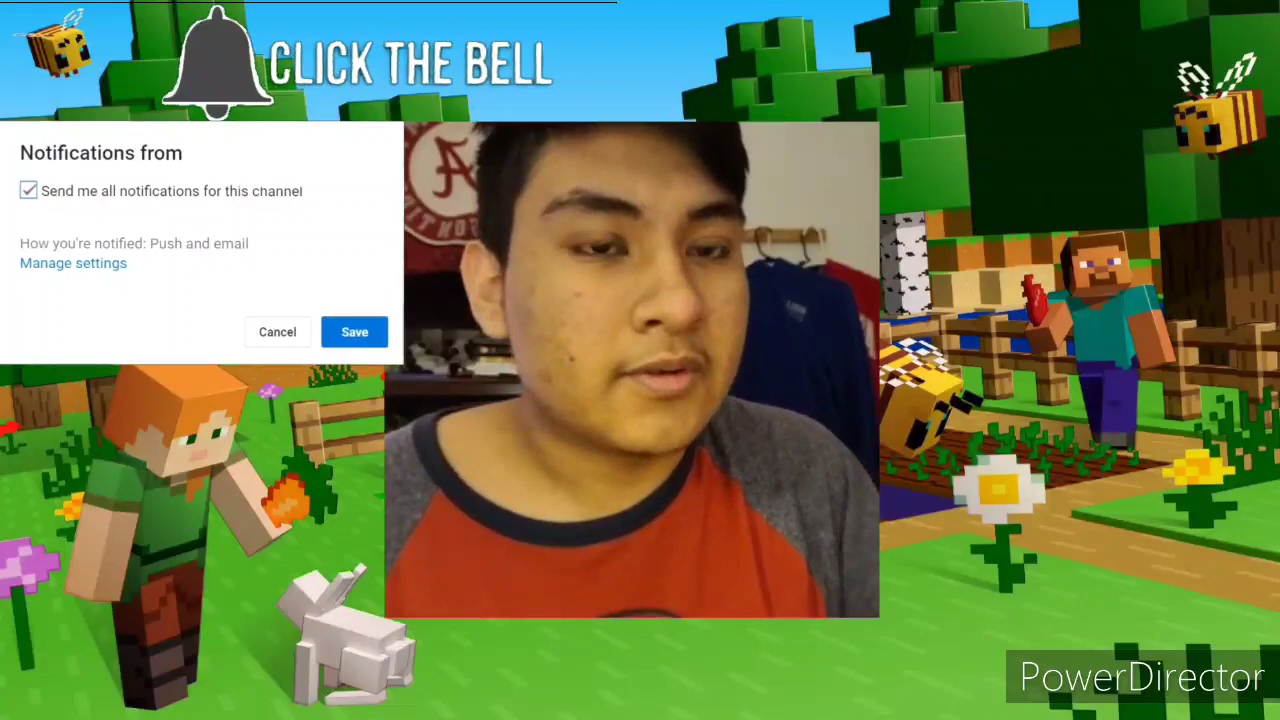 CLICK THE BELL
Notifications from
Send me all notifications for this channel
How you're notified: Push and email
Manage settings
Cancel
Save
A
PowerDirector